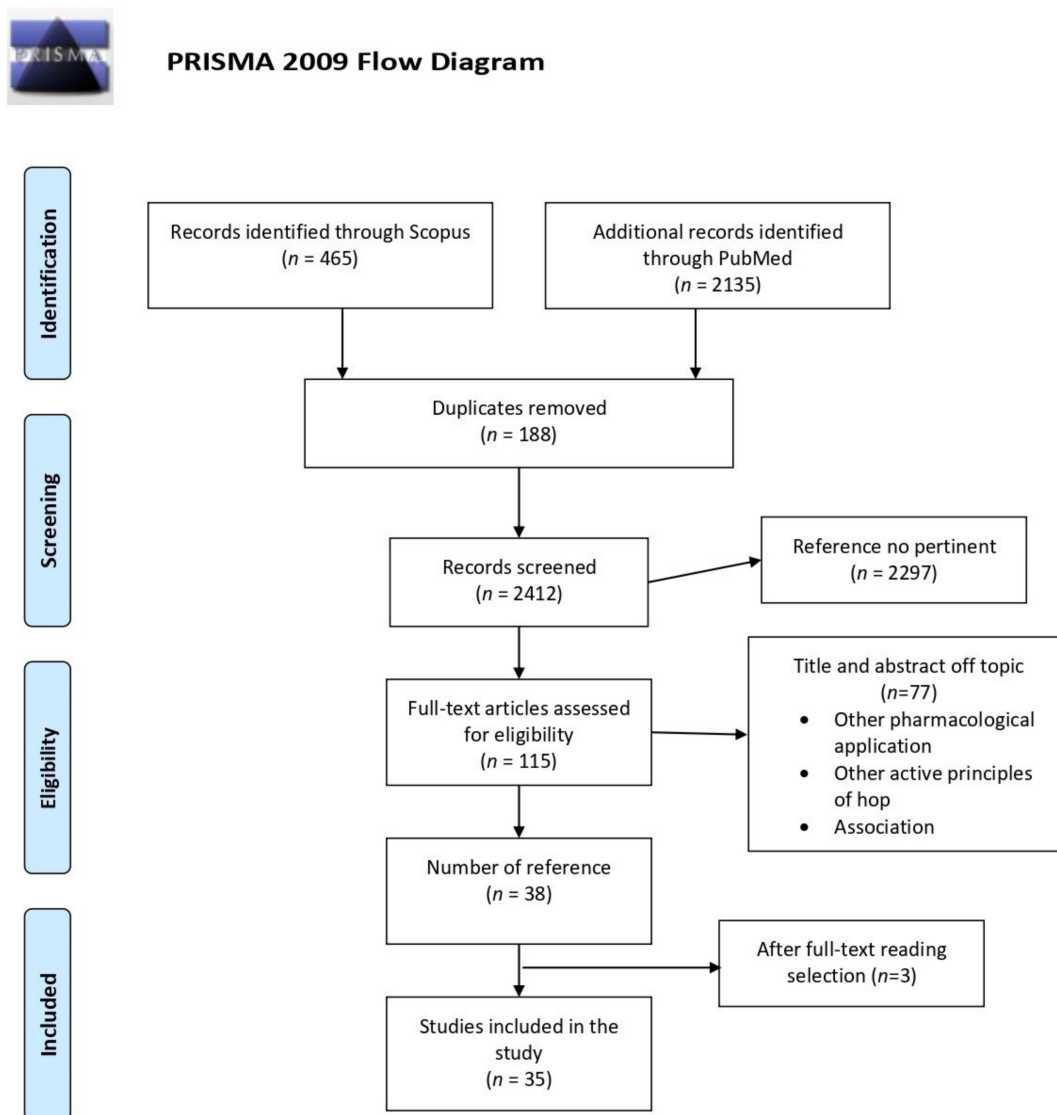 PRISMA
PRISMA 2009 Flow Diagram
Identification
Records identified through Scopus
(n = 465)
Additional records identified
through PubMed
(n = 2135)
Duplicates removed
(n = 188)
Screening
Records screened
(n = 2412)
Reference no pertinent
(n = 2297)
Eligibility
Full-text articles assessed
for eligibility
(n = 115)
Title and abstract off topic
(n=77)
• Other pharmacological
application
• Other active principles
of hop
• Association
Number of reference
(n = 38)
Included
After full-text reading
selection (n=3)
Studies included in the
study
(n = 35)